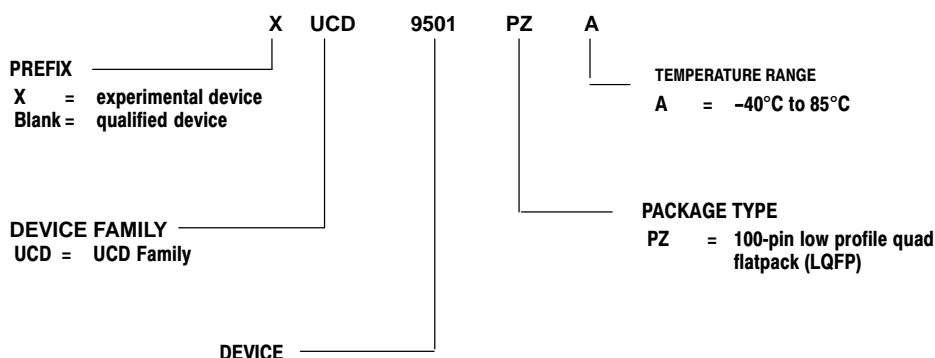 X UCD 9501 PZ A
PREFIX
X = experimental device
Blank = qualified device
TEMPERATURE RANGE
A = −40°C to 85°C
DEVICE FAMILY
UCD = UCD Family
PACKAGE TYPE
PZ = 100-pin low profile quad
flatpack (LQFP)
DEVICE